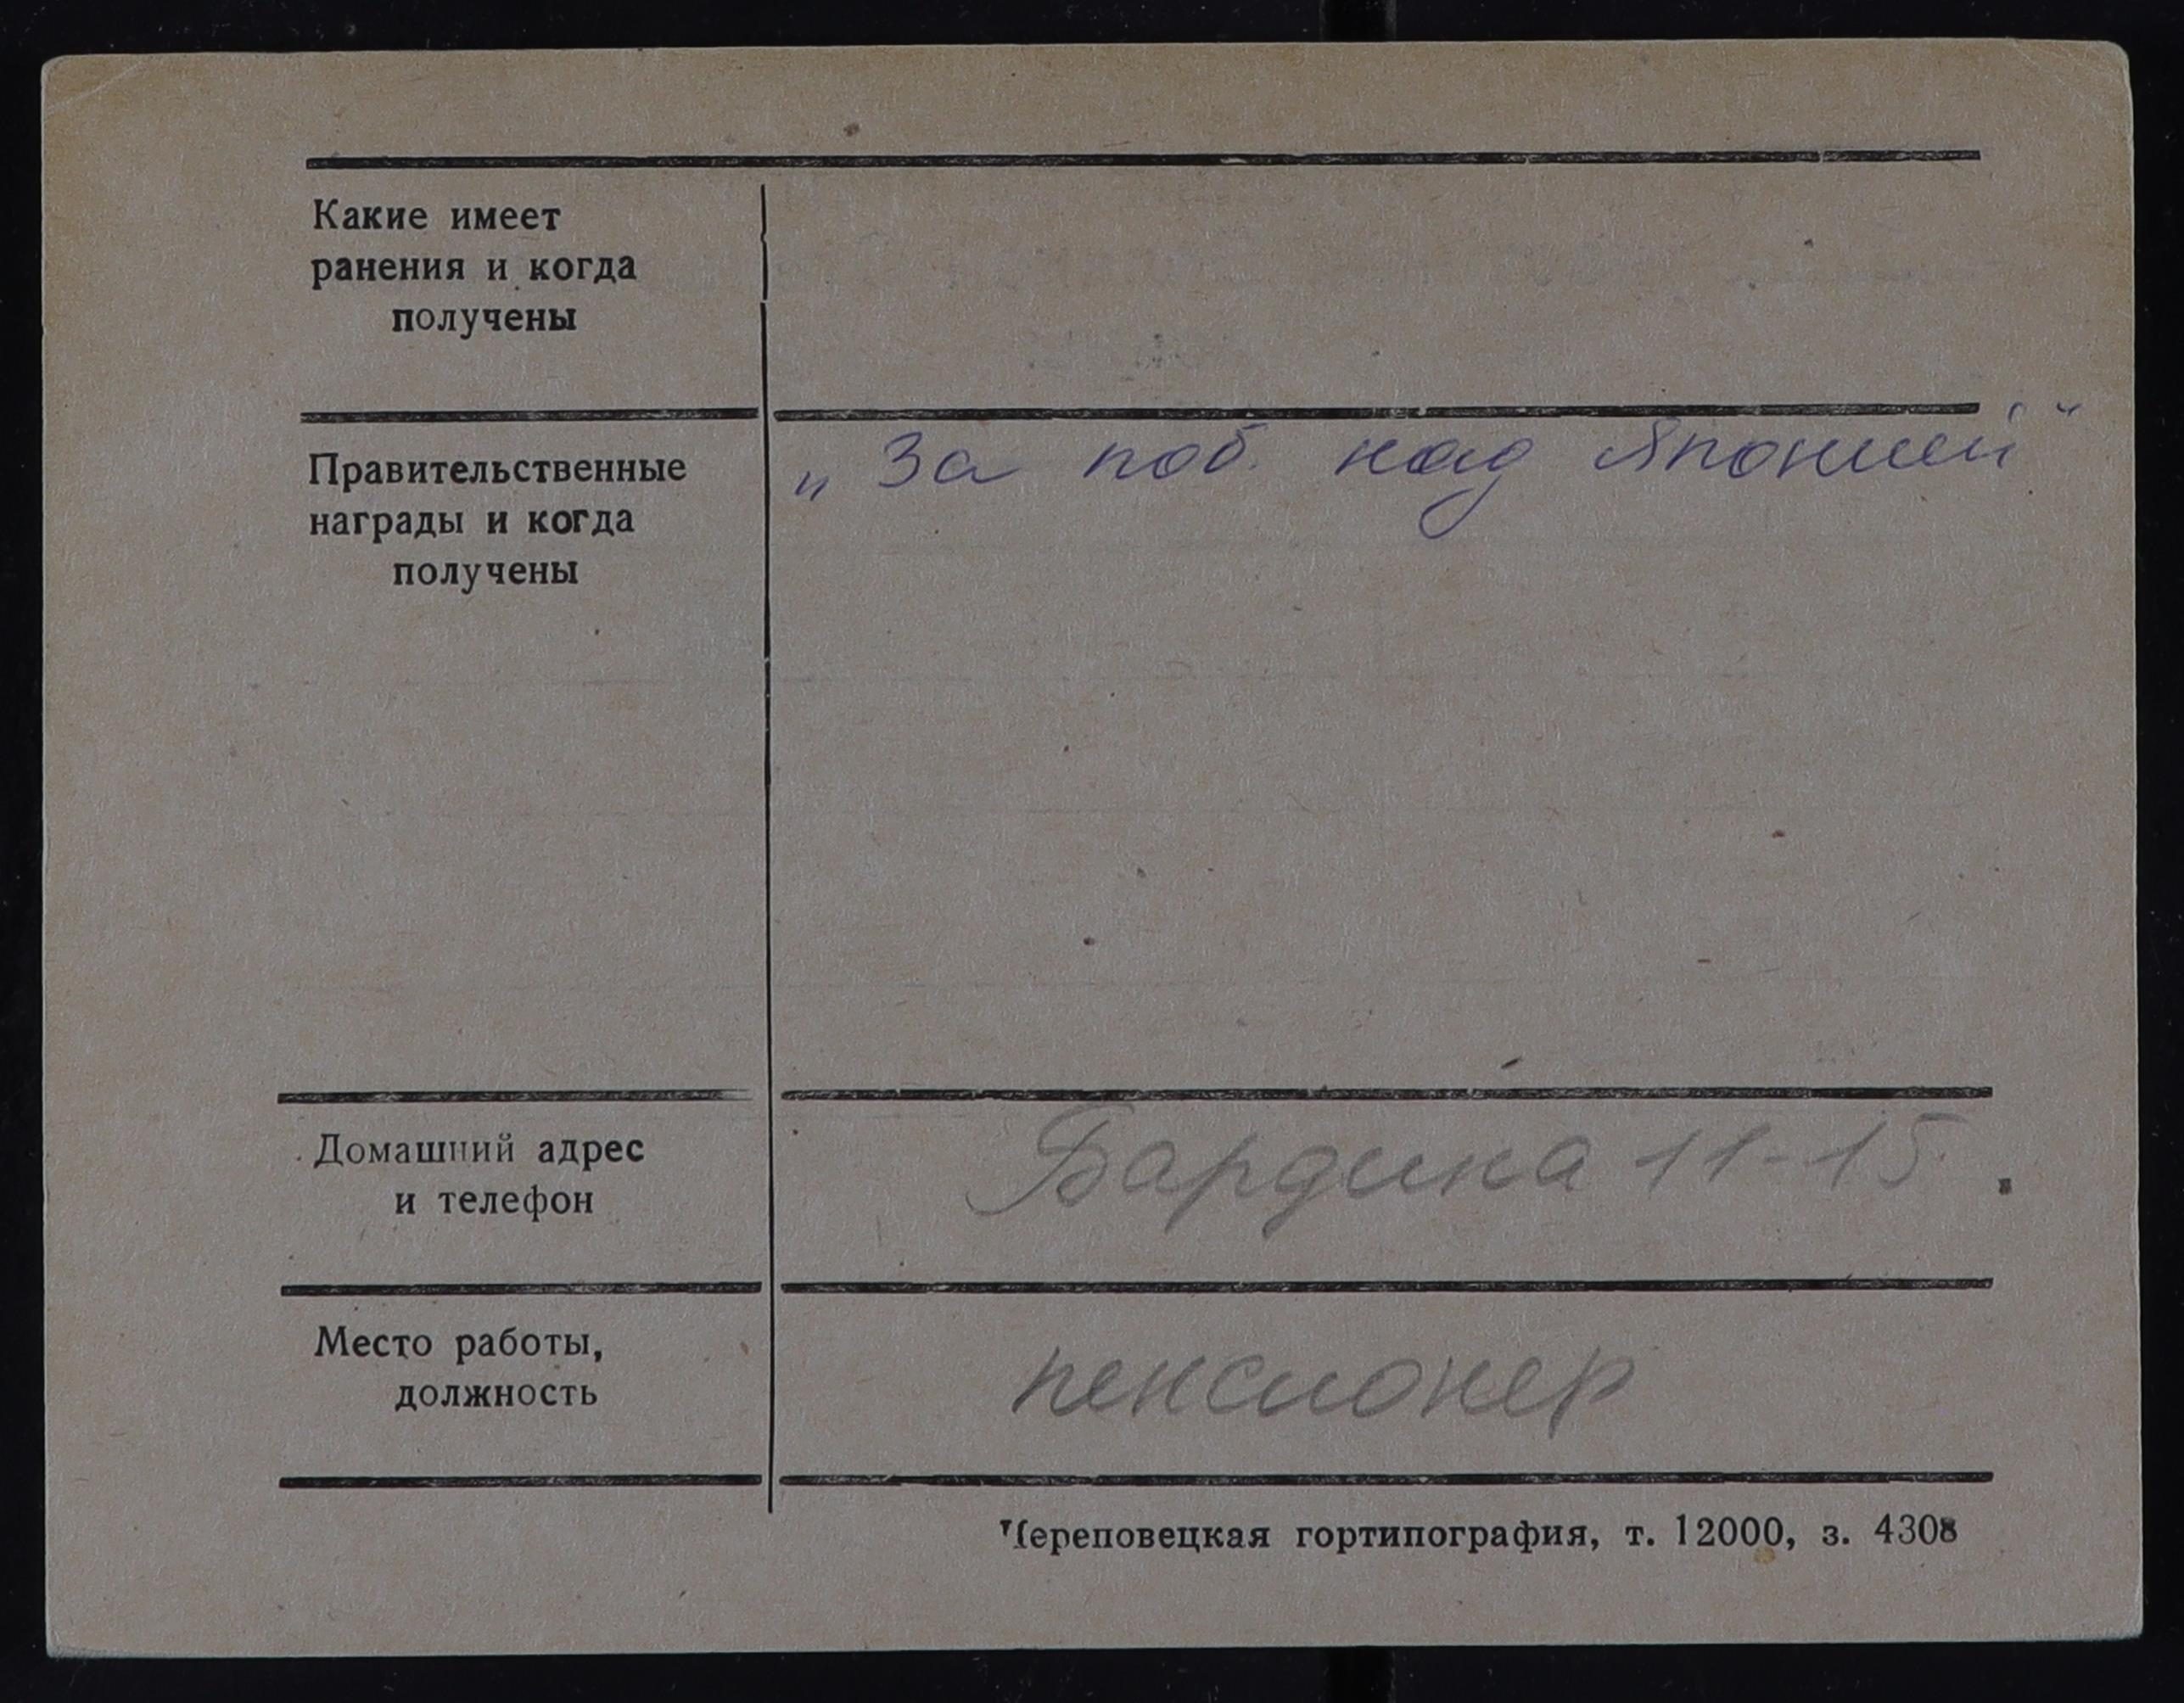 Какие имеет
ранения и когда
получены
Правительственные
награды и когда
получены
„За поб. над Японией“
Домашний адрес
и телефон
Бардина 11-15.
Место работы,
должность
пенсионер
Череповецкая гортипография, т. 12000, з. 4308